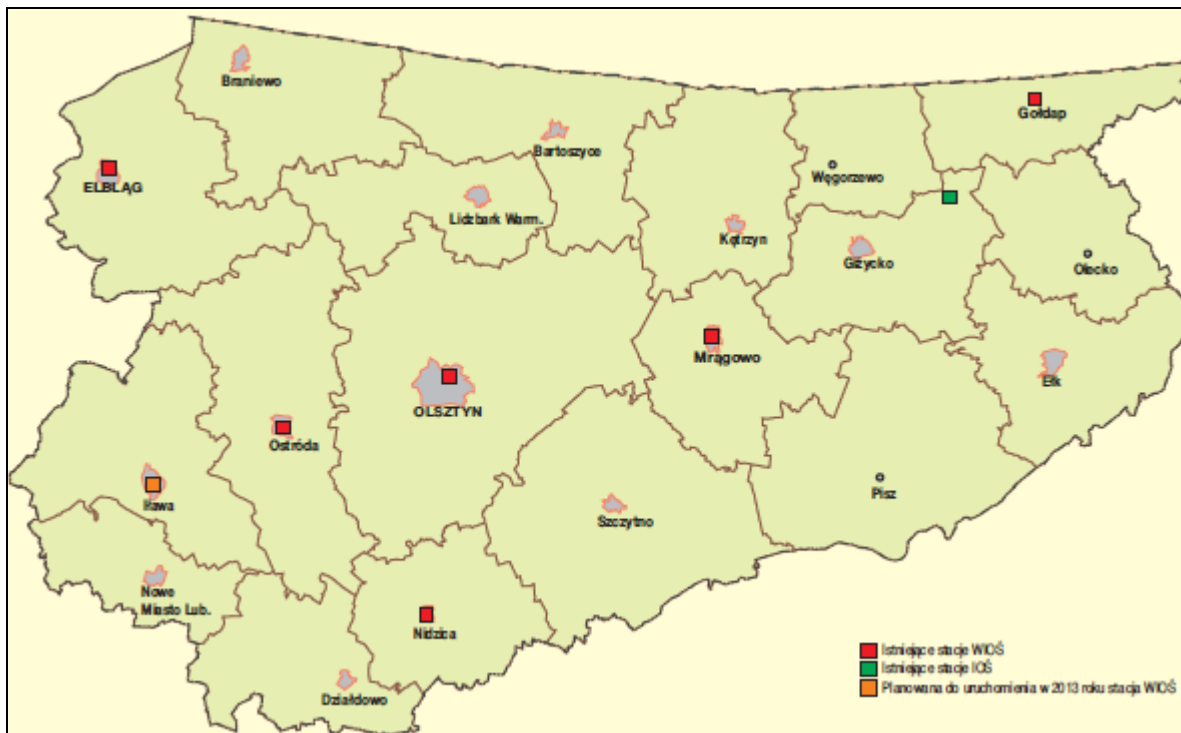 Braniewo
Gołdap
Bartoszyce
Węgorzewo
ELBLĄG
Lidzbark Warm.
Kętrzyn
Giżycko
Olecko
Mrągowo
Ełk
OLSZTYN
Ostróda
Pisz
Iława
Szczytno
Nowe
Miasto Lub.
Nidzica
Działdowo
Istniejące stacje WIOŚ
Istniejące stacje IOŚ
Planowana do uruchomienia w 2013 roku stacja WIOŚ